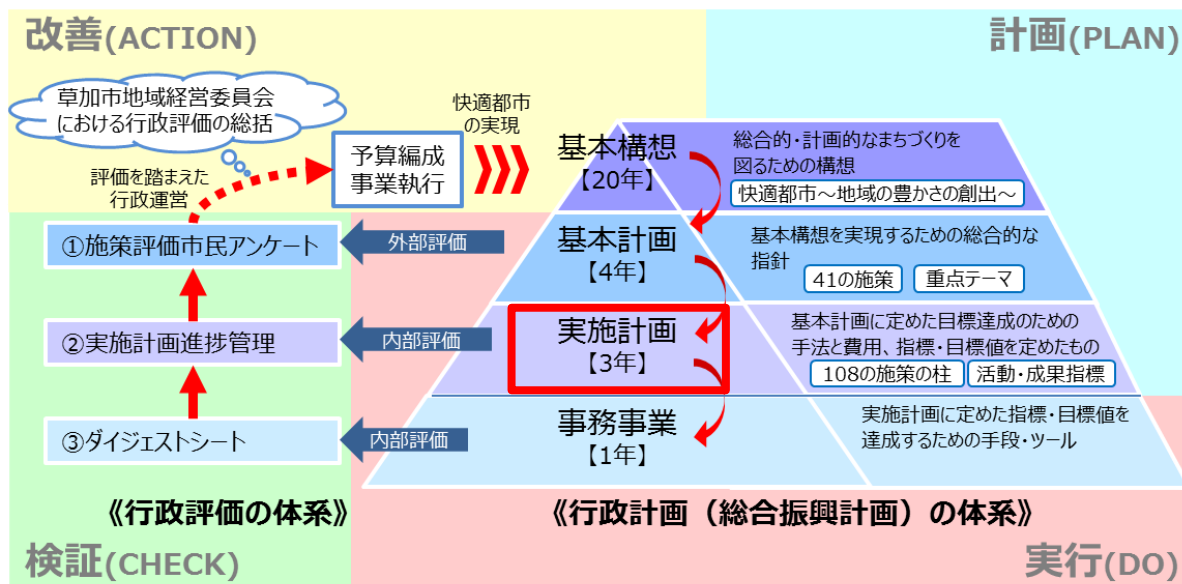 改善(ACTION)
計画(PLAN)
草加市地域経営委員会
における行政評価の総括
評価を踏まえた
行政運営
予算編成
事業執行
快適都市
の実現
基本構想
【20年】
総合的・計画的なまちづくりを
図るための構想
快適都市～地域の豊かさの創出～
①施策評価市民アンケート
外部評価
基本計画
【4年】
基本構想を実現するための総合的な
指針
41の施策
重点テーマ
②実施計画進捗管理
内部評価
実施計画
【3年】
基本計画に定めた目標達成のための
手法と費用、指標・目標値を定めたもの
108の施策の柱
活動・成果指標
③ダイジェストシート
内部評価
事務事業
【1年】
実施計画に定めた指標・目標値を
達成するための手段・ツール
《行政評価の体系》
《行政計画（総合振興計画）の体系》
検証(CHECK)
実行(DO)